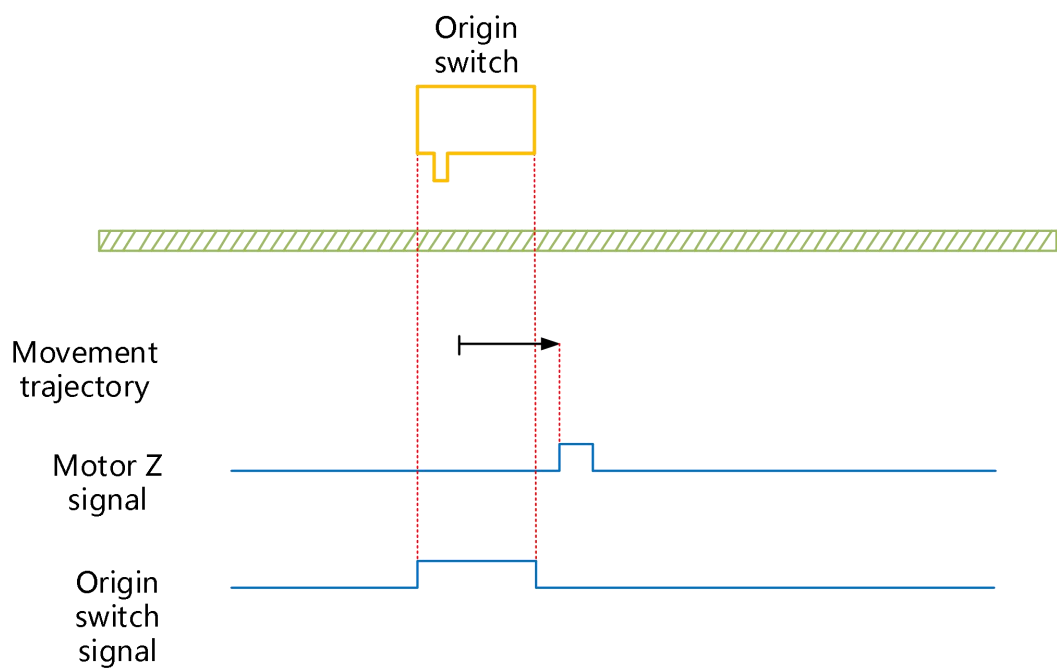 Origin
switch
Movement
trajectory
Motor Z
signal
Origin
switch
signal